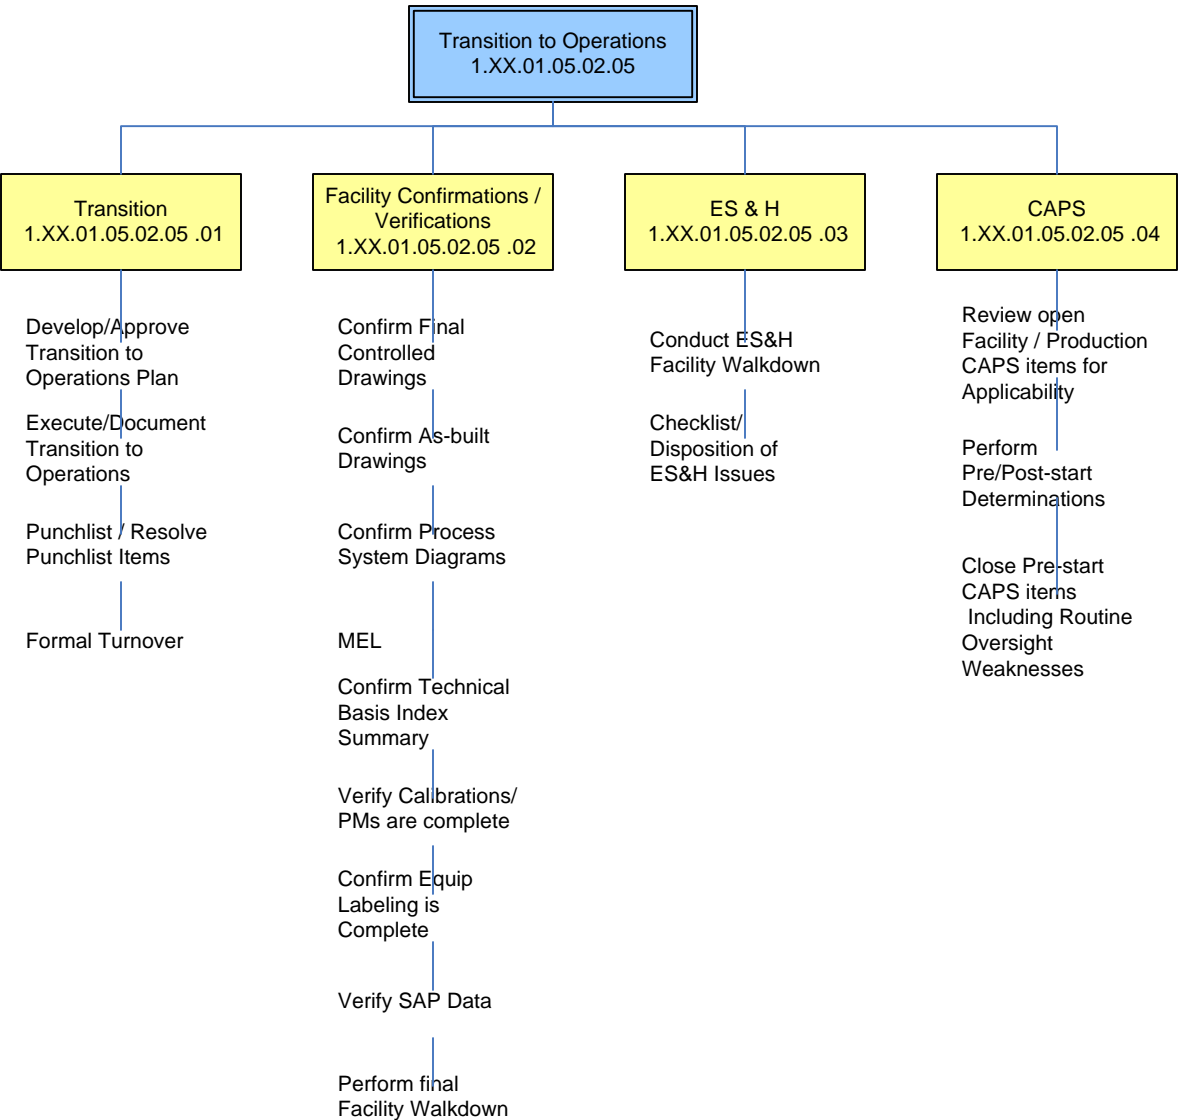 Transition to Operations
1.XX.01.05.02.05
Transition
1.XX.01.05.02.05 .01
Develop/Approve
Transition to
Operations Plan
Execute/Document
Transition to
Operations
Punchlist / Resolve
Punchlist Items
Formal Turnover
Facility Confirmations /
Verifications
1.XX.01.05.02.05 .02
Confirm Final
Controlled
Drawings
Confirm As-built
Drawings
Confirm Process
System Diagrams
MEL
Confirm Technical
Basis Index
Summary
Verify Calibrations/
PMs are complete
Confirm Equip
Labeling is
Complete
Verify SAP Data
Perform final
Facility Walkdown
ES & H
1.XX.01.05.02.05 .03
Conduct ES&H
Facility Walkdown
Checklist/
Disposition of
ES&H Issues
CAPS
1.XX.01.05.02.05 .04
Review open
Facility / Production
CAPS items for
Applicability
Perform
Pre/Post-start
Determinations
Close Pre-start
CAPS items
Including Routine
Oversight
Weaknesses